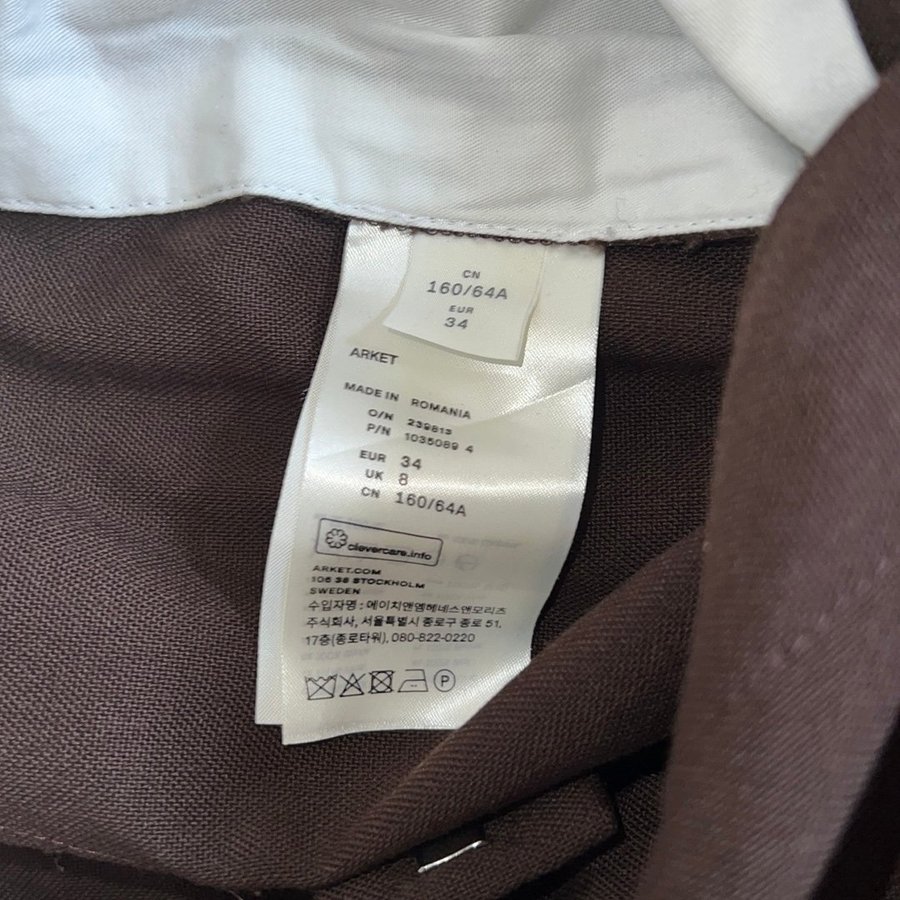 CN
160/64A
EUR
34
ARKET
MADE IN ROMANIA
O/N 239813
P/N 1035089 4
EUR 34
UK 8
CN 160/64A
clevercare.info
ARKET.COM
106 38 STOCKHOLM
SWEDEN
수입자명 : 에이치앤엠헤네스앤모리즈
주식회사, 서울특별시 종로구 종로 51,
17층(종로타워), 080-822-0220
P